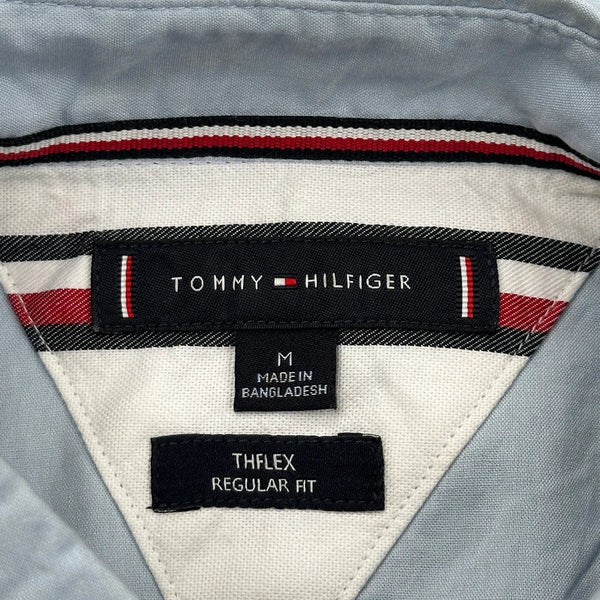 TOMMY HILFIGER
M
MADE IN
BANGLADESH
THFLEX
REGULAR FIT